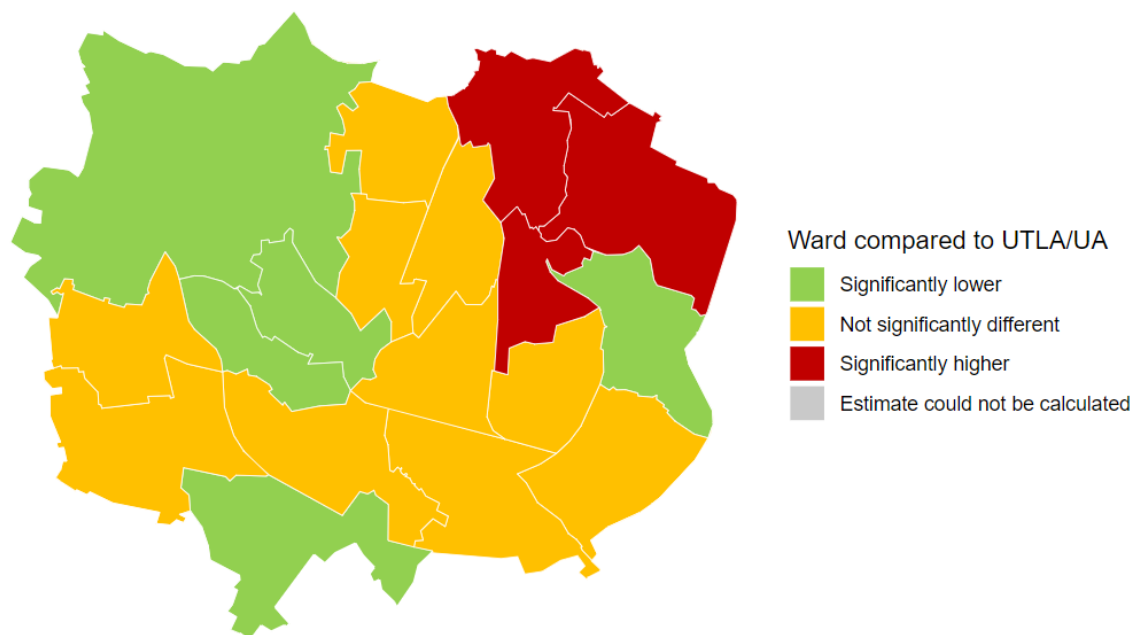 Ward compared to UTLA/UA
Significantly lower
Not significantly different
Significantly higher
Estimate could not be calculated